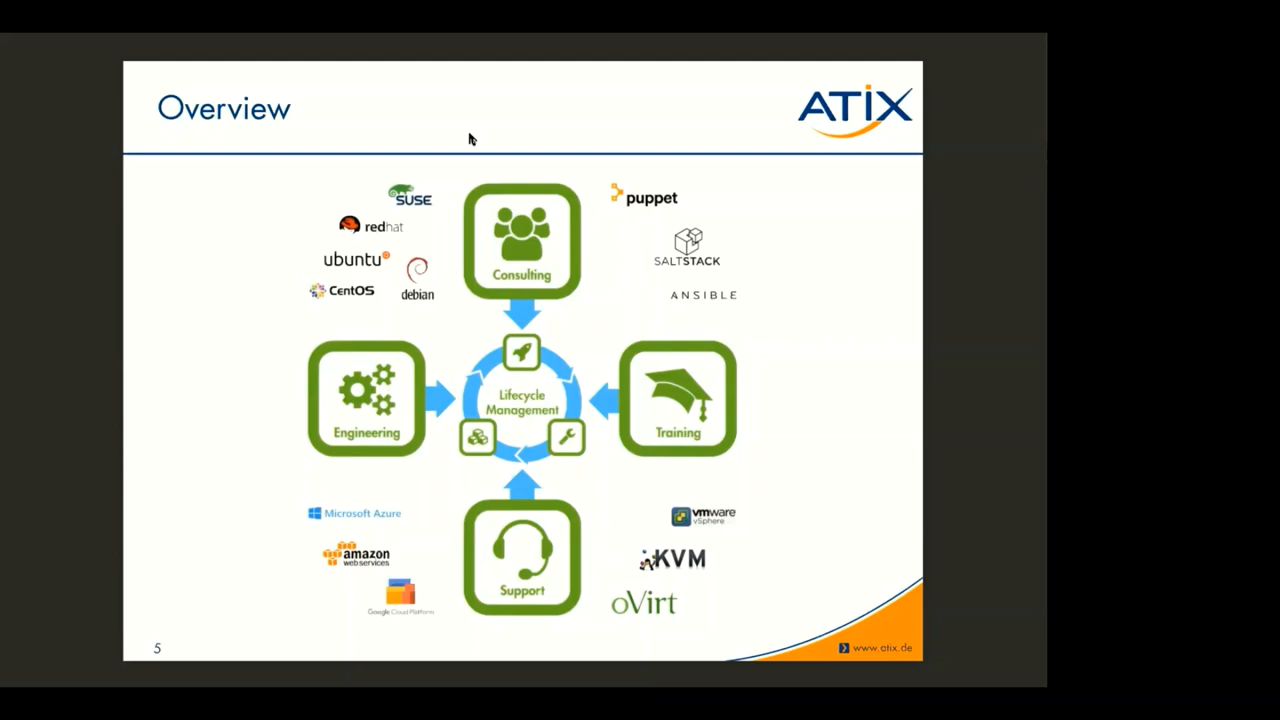 Overview
ATIX
SUSE
redhat
ubuntu
CentOS
debian
Consulting
puppet
SALTSTACK
ANSIBLE
Engineering
Lifecycle
Management
Training
Microsoft Azure
amazon
web services
Google Cloud Platform
Support
vmware
vSphere
KVM
oVirt
5
www.atix.de